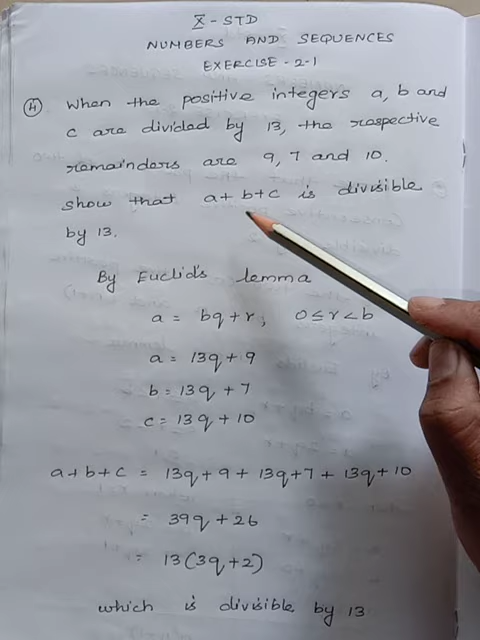 X - STD
NUMBERS AND SEQUENCES
EXERCISE - 2-1
④ When the positive integers a, b and
c are divided by 13, the respective
remainders are 9, 7 and 10.
show that a+b+c is divisible
by 13.
By Euclid's lemma
a = bq+r, 0≤r<b
a = 13q+9
b = 13q+7
c = 13q+10
a+b+c = 13q+9+13q+7+13q+10
= 39q+26
= 13(3q+2)
which is divisible by 13